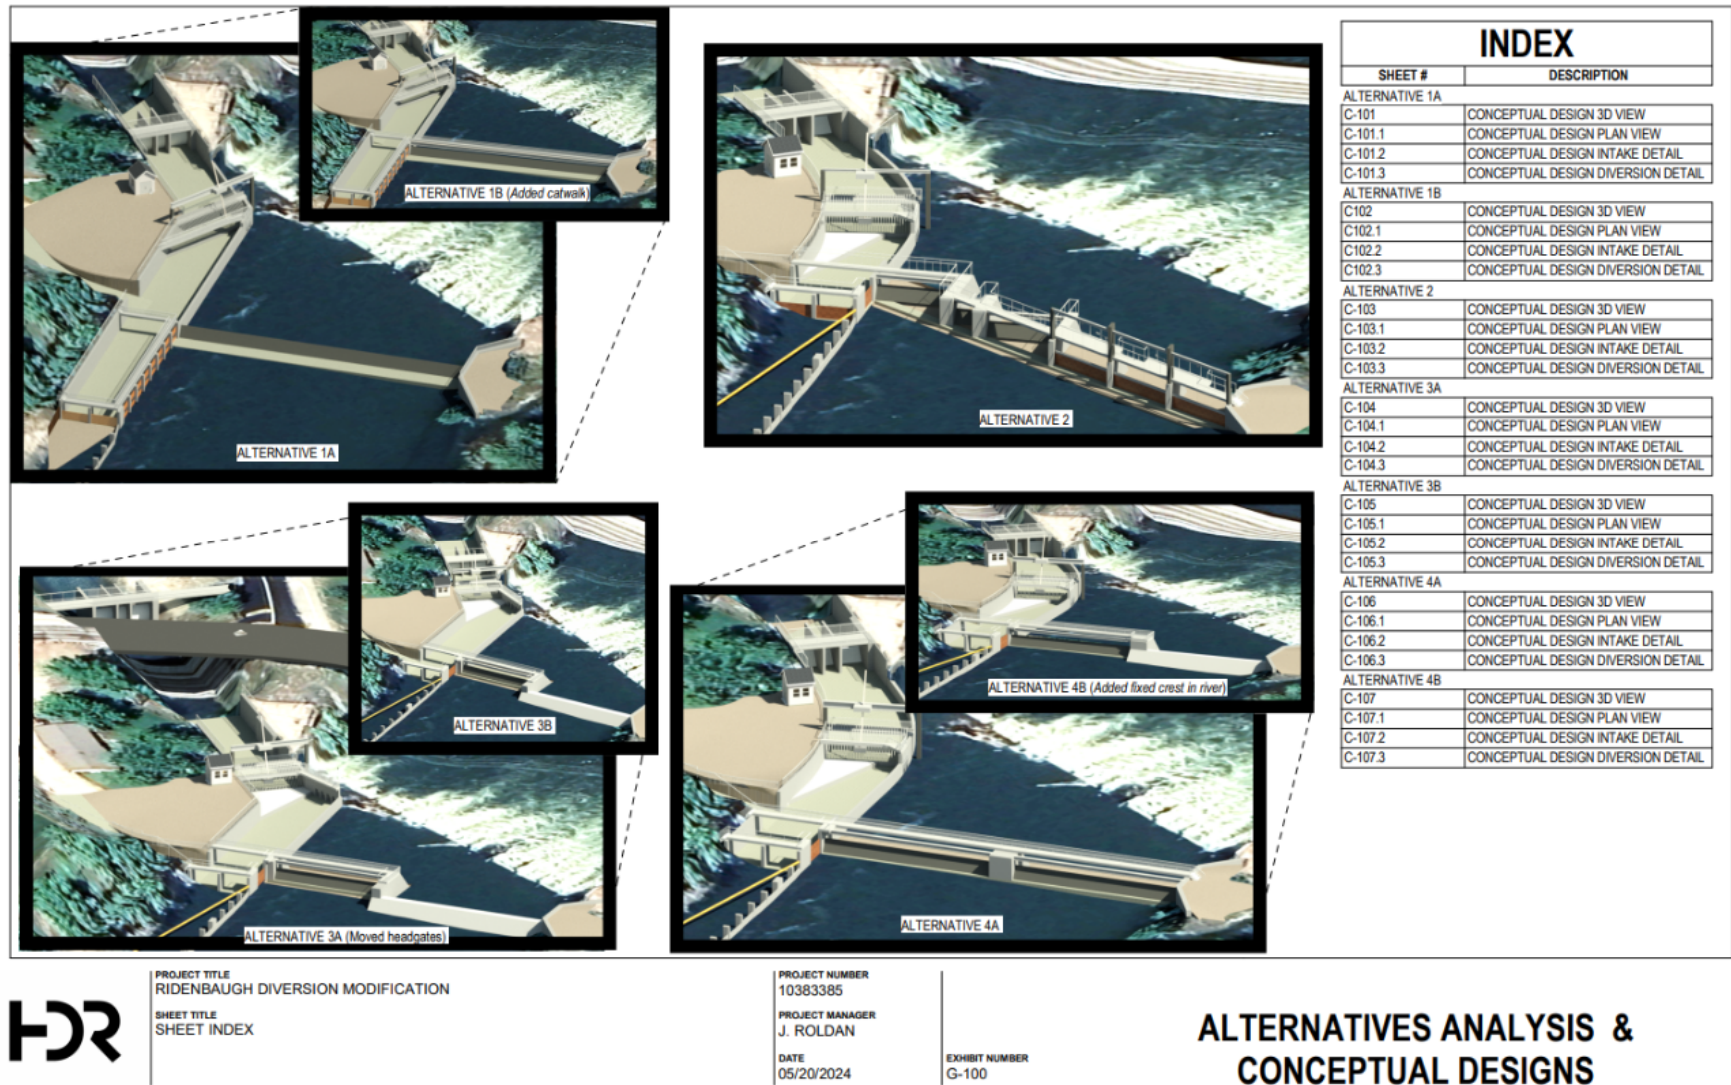 ALTERNATIVE 1A
ALTERNATIVE 1B (Added catwalk)
ALTERNATIVE 2
ALTERNATIVE 3A (Moved headgates)
ALTERNATIVE 3B
ALTERNATIVE 4A
ALTERNATIVE 4B (Added fixed crest in river)
INDEX
SHEET # DESCRIPTION
ALTERNATIVE 1A
C-101 CONCEPTUAL DESIGN 3D VIEW
C-101.1 CONCEPTUAL DESIGN PLAN VIEW
C-101.2 CONCEPTUAL DESIGN INTAKE DETAIL
C-101.3 CONCEPTUAL DESIGN DIVERSION DETAIL
ALTERNATIVE 1B
C102 CONCEPTUAL DESIGN 3D VIEW
C102.1 CONCEPTUAL DESIGN PLAN VIEW
C102.2 CONCEPTUAL DESIGN INTAKE DETAIL
C102.3 CONCEPTUAL DESIGN DIVERSION DETAIL
ALTERNATIVE 2
C-103 CONCEPTUAL DESIGN 3D VIEW
C-103.1 CONCEPTUAL DESIGN PLAN VIEW
C-103.2 CONCEPTUAL DESIGN INTAKE DETAIL
C-103.3 CONCEPTUAL DESIGN DIVERSION DETAIL
ALTERNATIVE 3A
C-104 CONCEPTUAL DESIGN 3D VIEW
C-104.1 CONCEPTUAL DESIGN PLAN VIEW
C-104.2 CONCEPTUAL DESIGN INTAKE DETAIL
C-104.3 CONCEPTUAL DESIGN DIVERSION DETAIL
ALTERNATIVE 3B
C-105 CONCEPTUAL DESIGN 3D VIEW
C-105.1 CONCEPTUAL DESIGN PLAN VIEW
C-105.2 CONCEPTUAL DESIGN INTAKE DETAIL
C-105.3 CONCEPTUAL DESIGN DIVERSION DETAIL
ALTERNATIVE 4A
C-106 CONCEPTUAL DESIGN 3D VIEW
C-106.1 CONCEPTUAL DESIGN PLAN VIEW
C-106.2 CONCEPTUAL DESIGN INTAKE DETAIL
C-106.3 CONCEPTUAL DESIGN DIVERSION DETAIL
ALTERNATIVE 4B
C-107 CONCEPTUAL DESIGN 3D VIEW
C-107.1 CONCEPTUAL DESIGN PLAN VIEW
C-107.2 CONCEPTUAL DESIGN INTAKE DETAIL
C-107.3 CONCEPTUAL DESIGN DIVERSION DETAIL
HDR
PROJECT TITLE
RIDENBAUGH DIVERSION MODIFICATION
SHEET TITLE
SHEET INDEX
PROJECT NUMBER
10383385
PROJECT MANAGER
J. ROLDAN
DATE
05/20/2024
EXHIBIT NUMBER
G-100
ALTERNATIVES ANALYSIS &
CONCEPTUAL DESIGNS